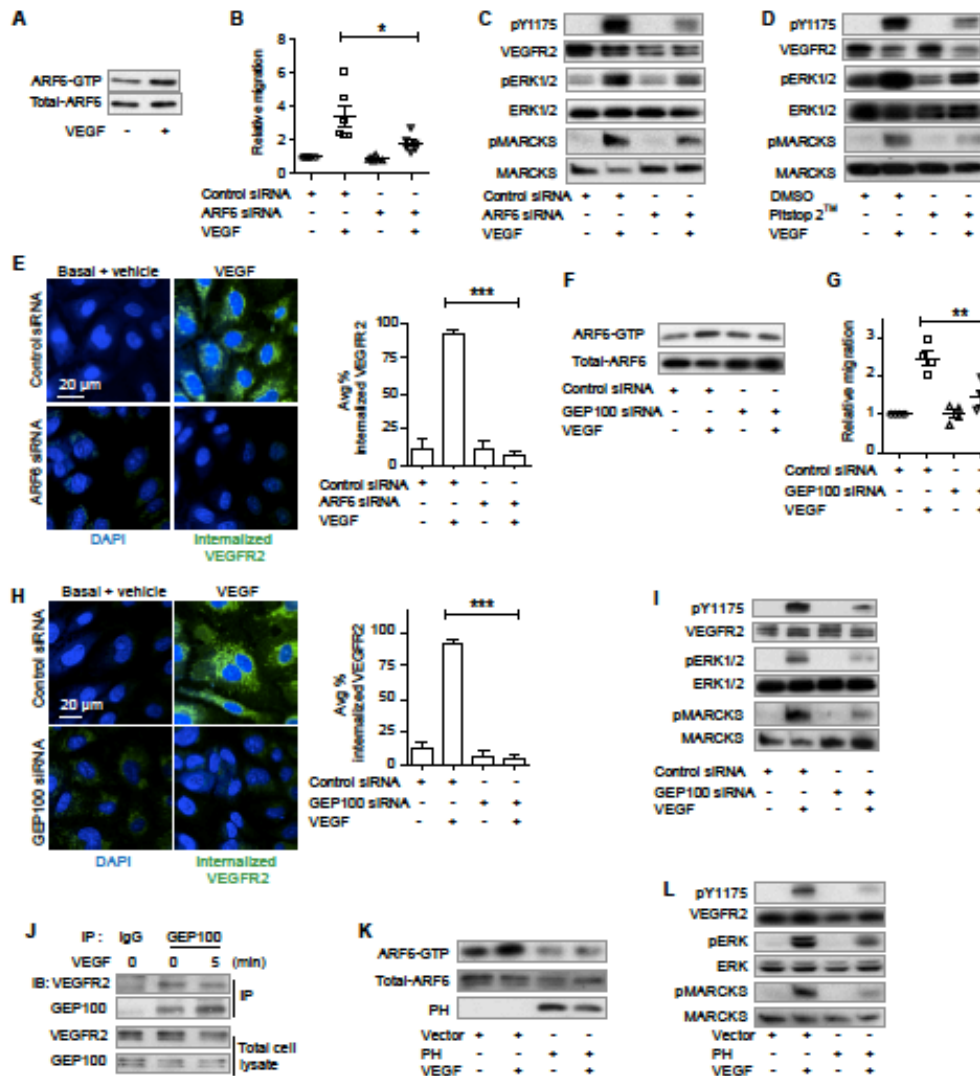 A
ARF6-GTP
Total-ARF6
VEGF - +
B
Relative migration
8
6
4
2
0
*
Control siRNA + + - -
ARF6 siRNA - - + +
VEGF - + - +
C
pY1175
VEGFR2
pERK1/2
ERK1/2
pMARCKS
MARCKS
Control siRNA + + - -
ARF6 siRNA - - + +
VEGF - + - +
D
pY1175
VEGFR2
pERK1/2
ERK1/2
pMARCKS
MARCKS
DMSO + + - -
Pitstop 2™ - - + +
VEGF - + - +
E
Basal + vehicle VEGF
Control siRNA
20 µm
ARF6 siRNA
DAPI Internalized
VEGFR2
Avg %
internalized VEGFR2
100
75
50
25
0
***
Control siRNA + + - -
ARF6 siRNA - - + +
VEGF - + - +
F
ARF6-GTP
Total-ARF6
Control siRNA + + - -
GEP100 siRNA - - + +
VEGF - + - +
G
Relative migration
3
2
1
**
Control siRNA + + - -
GEP100 siRNA - - + +
VEGF - + - +
H
Basal + vehicle VEGF
Control siRNA
20 µm
GEP100 siRNA
DAPI Internalized
VEGFR2
Avg %
internalized VEGFR2
100
75
50
25
0
***
Control siRNA + + - -
GEP100 siRNA - - + +
VEGF - + - +
I
pY1175
VEGFR2
pERK1/2
ERK1/2
pMARCKS
MARCKS
Control siRNA + + - -
GEP100 siRNA - - + +
VEGF - + - +
J
IP : IgG GEP100
VEGF 0 0 5 (min)
IB: VEGFR2
GEP100
IP
VEGFR2
GEP100
Total cell
lysate
K
ARF6-GTP
Total-ARF6
PH
Vector + + - -
PH - - + +
VEGF - + - +
L
pY1175
VEGFR2
pERK
ERK
pMARCKS
MARCKS
Vector + + - -
PH - - + +
VEGF - + - +